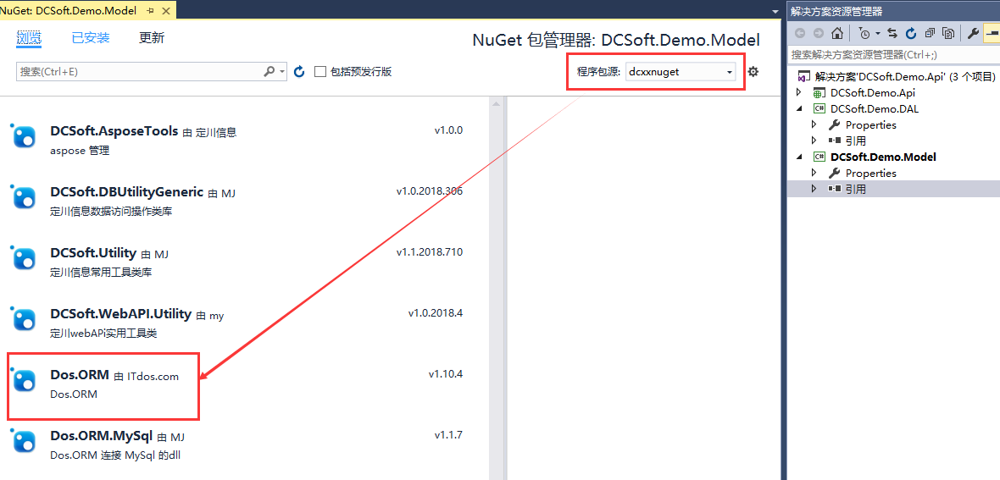 NuGet: DCSoft.Demo.Model
浏览 已安装 更新
NuGet 包管理器: DCSoft.Demo.Model
搜索(Ctrl+E)
包括预发行版
程序包源: dcxxnuget
DCSoft.AsposeTools 由 定川信息 v1.0.0
aspose 管理
DCSoft.DBUtilityGeneric 由 MJ v1.0.2018.306
定川信息数据访问操作类库
DCSoft.Utility 由 MJ v1.1.2018.710
定川信息常用工具类库
DCSoft.WebAPI.Utility 由 my v1.0.2018.4
定川webAPi实用工具类
Dos.ORM 由 ITdos.com v1.10.4
Dos.ORM
Dos.ORM.MySql 由 MJ v1.1.7
Dos.ORM 连接 MySql 的dll
解决方案资源管理器
搜索解决方案资源管理器(Ctrl+;)
解决方案'DCSoft.Demo.Api' (3 个项目)
DCSoft.Demo.Api
C# DCSoft.Demo.DAL
Properties
引用
C# DCSoft.Demo.Model
Properties
引用